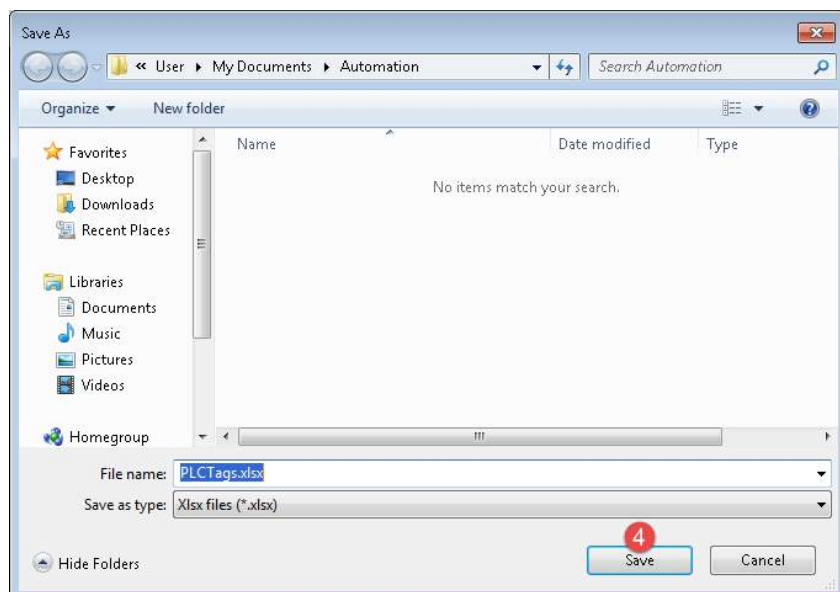 Save As
« User ▸ My Documents ▸ Automation Search Automation
Organize ▾ New folder
Name Date modified Type
No items match your search.
Favorites
Desktop
Downloads
Recent Places
Libraries
Documents
Music
Pictures
Videos
Homegroup
File name: PLCTags.xlsx
Save as type: Xlsx files (*.xlsx)
4
Hide Folders Save Cancel